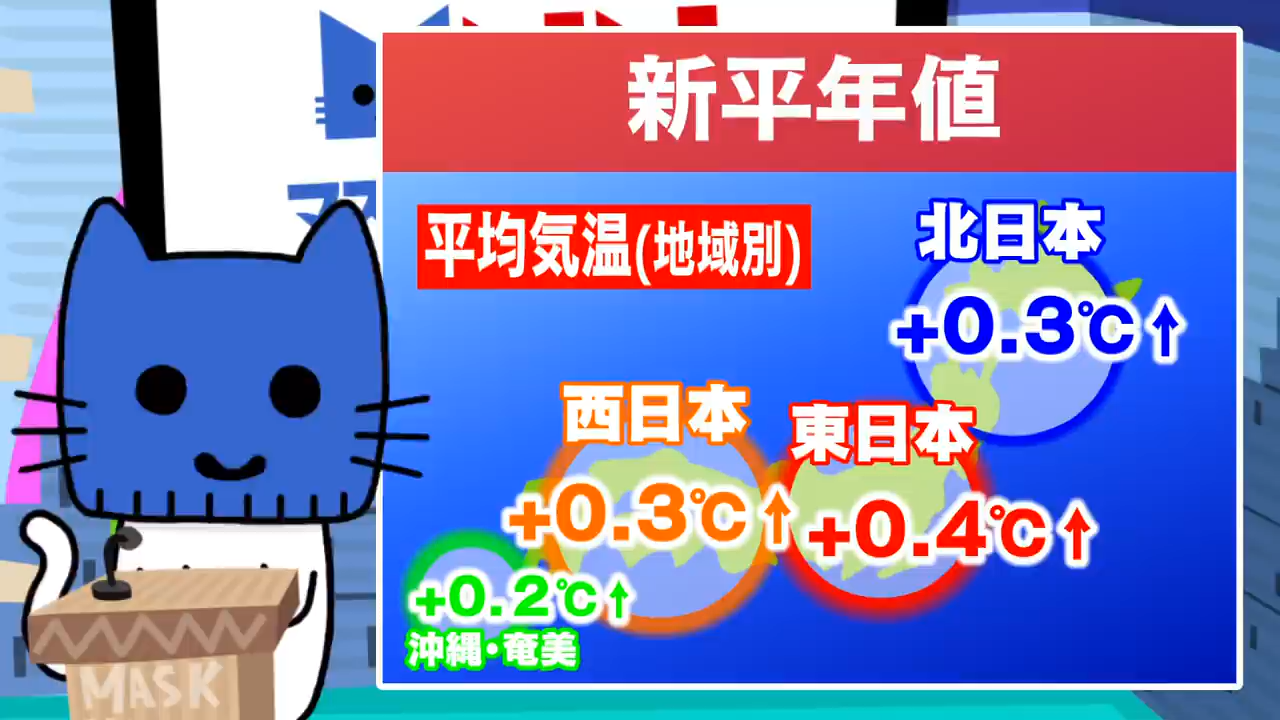 新平年値
平均気温(地域別)
北日本
+0.3℃↑
西日本
+0.3℃↑
東日本
+0.4℃↑
+0.2℃↑
沖縄・奄美
MASK